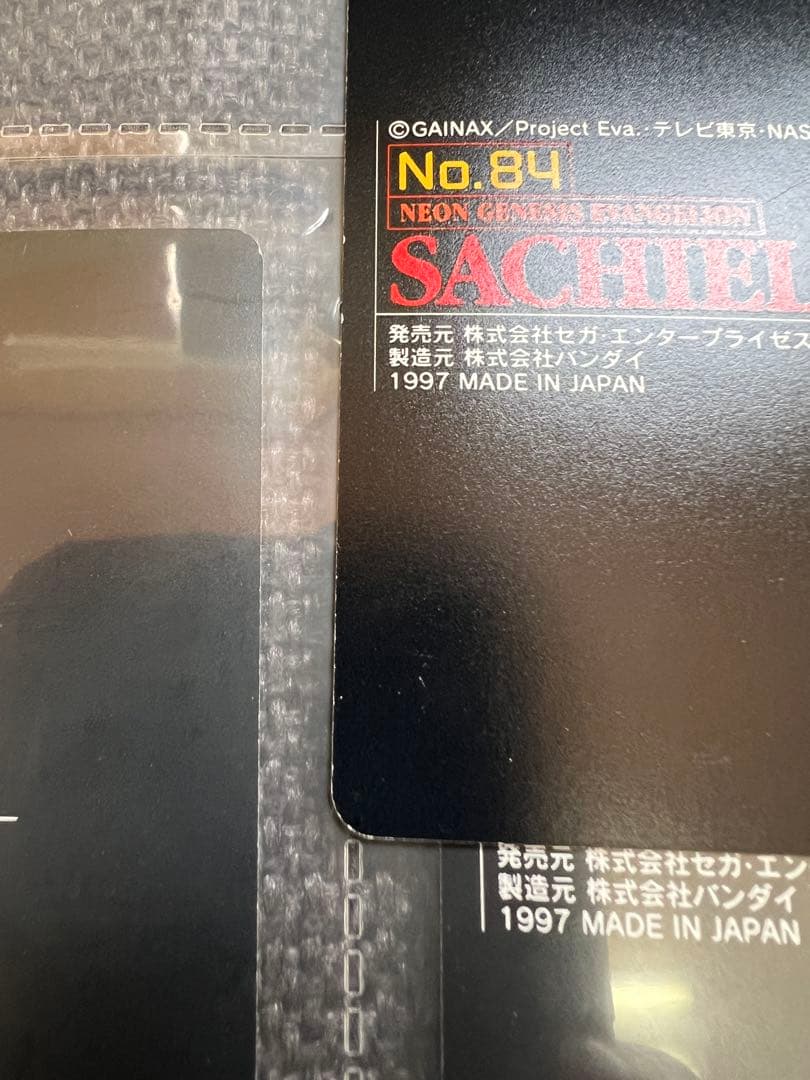 ©GAINAX／Project Eva.・テレビ東京・NAS
No.84
NEON GENESIS EVANGELION
SACHIEL
発売元 株式会社セガ・エンタープライゼス
製造元 株式会社バンダイ
1997 MADE IN JAPAN
発売元 株式会社セガ・エン
製造元 株式会社バンダイ
1997 MADE IN JAPAN